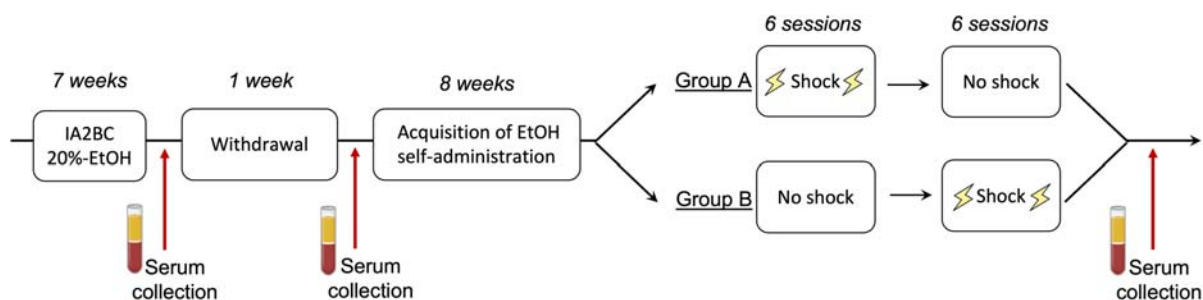 6 sessions
6 sessions
7 weeks
1 week
8 weeks
Group A
Shock
No shock
IA2BC
20%-EtOH
Withdrawal
Acquisition of EtOH
self-administration
Group B
No shock
Shock
Serum
collection
Serum
collection
Serum
collection